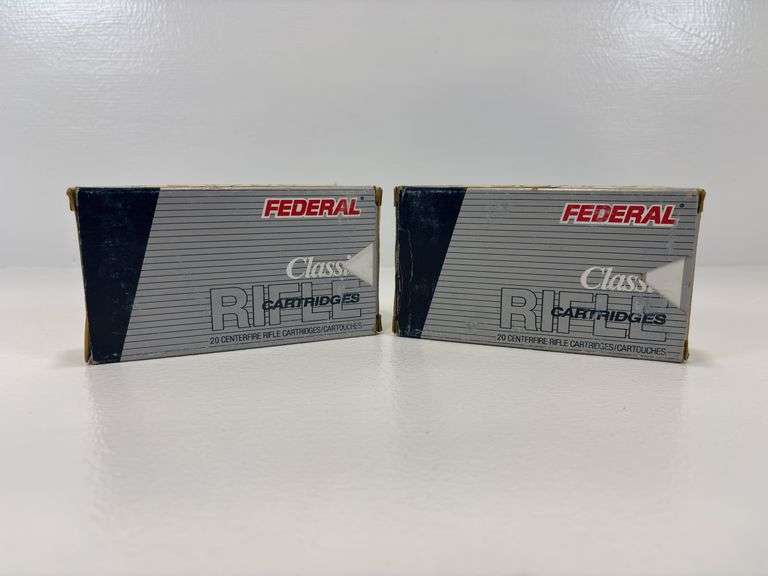 FEDERAL®
Classi
RIFLE
CARTRIDGES
20 CENTERFIRE RIFLE CARTRIDGES/CARTOUCHES
FEDERAL®
Classi
RIFLE
CARTRIDGES
20 CENTERFIRE RIFLE CARTRIDGES/CARTOUCHES